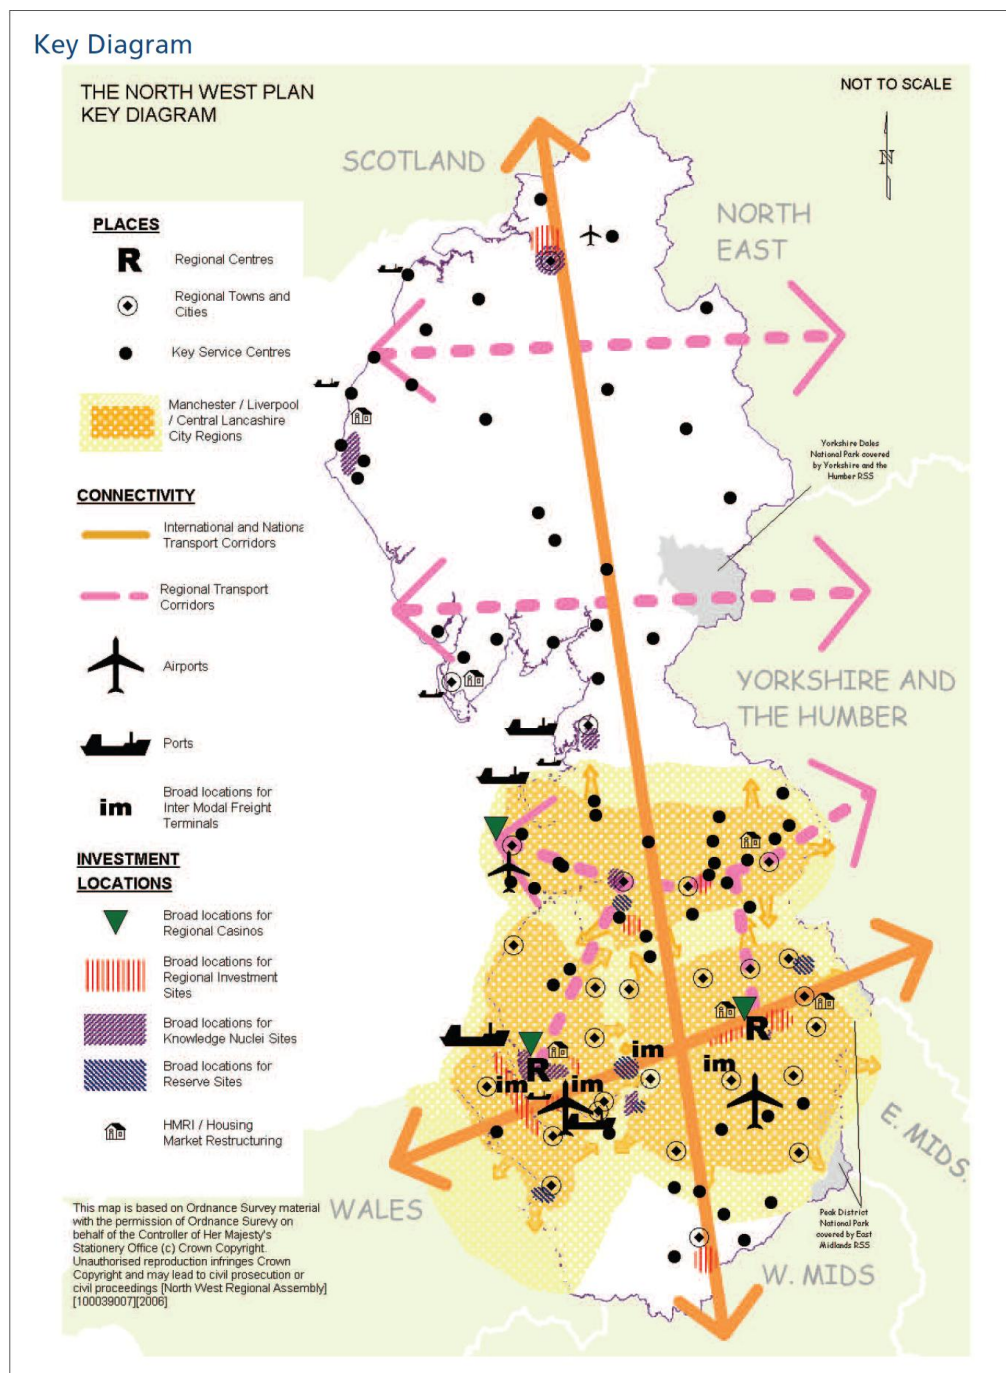 Key Diagram
THE NORTH WEST PLAN
KEY DIAGRAM
NOT TO SCALE
N
SCOTLAND
NORTH
EAST
PLACES
R
Regional Centres
Regional Towns and
Cities
Key Service Centres
Manchester / Liverpool
/ Central Lancashire
City Regions
CONNECTIVITY
International and Nationa
Transport Corridors
Regional Transport
Corridors
Airports
Ports
im
Broad locations for
Inter Modal Freight
Terminals
INVESTMENT
LOCATIONS
Broad locations for
Regional Casinos
Broad locations for
Regional Investment
Sites
Broad locations for
Knowledge Nuclei Sites
Broad locations for
Reserve Sites
HMRI / Housing
Market Restructuring
Yorkshire Dales
National Park covered
by Yorkshire and the
Humber RSS
YORKSHIRE AND
THE HUMBER
R
im
im
R
im
im
E. MIDS.
WALES
Peak District
National Park
covered by East
Midlands RSS
W. MIDS
This map is based on Ordnance Survey material
with the permission of Ordnance Surevy on
behalf of the Controller of Her Majesty's
Stationery Office (c) Crown Copyright.
Unauthorised reproduction infringes Crown
Copyright and may lead to civil prosecution or
civil proceedings [North West Regional Assembly]
[100039007][2006]